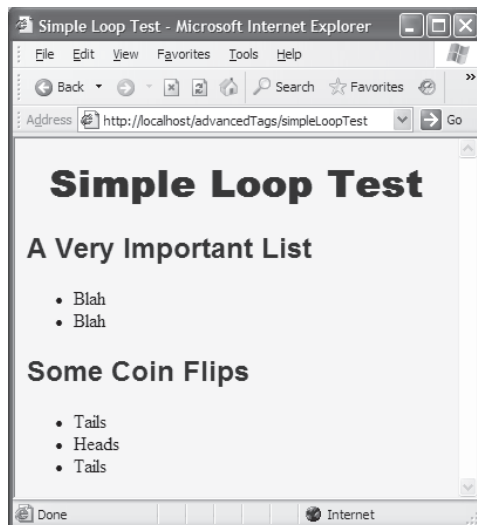 Simple Loop Test - Microsoft Internet Explorer
File Edit View Favorites Tools Help
Back Search Favorites »
Address http://localhost/advancedTags/simpleLoopTest Go
Simple Loop Test
A Very Important List
• Blah
• Blah
Some Coin Flips
• Tails
• Heads
• Tails
Done Internet